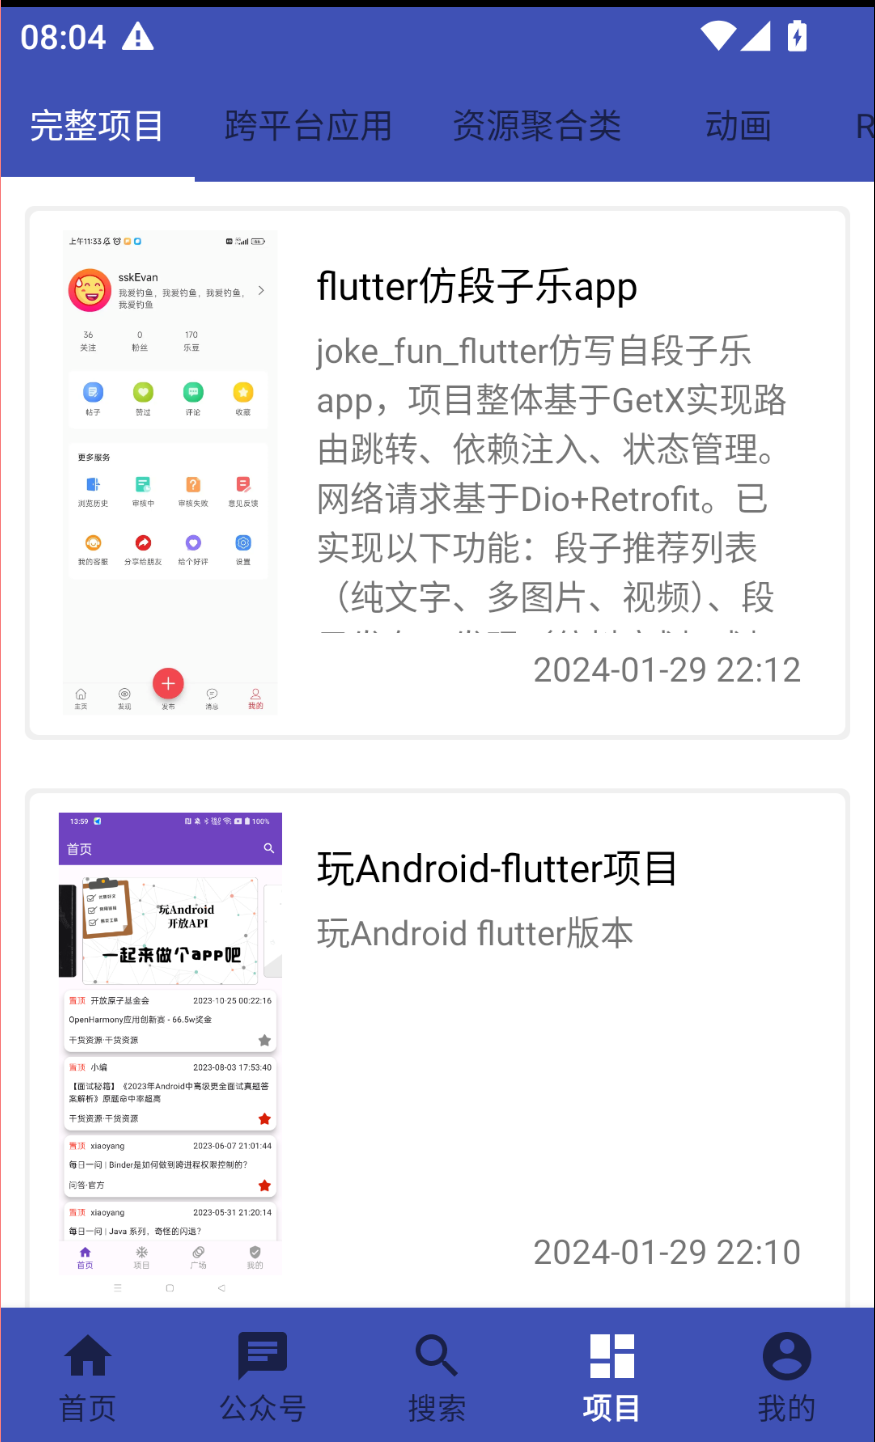 08:04
完整项目 跨平台应用 资源聚合类 动画 R
上午11:33
sskEvan
我爱钓鱼，我爱钓鱼，我爱钓鱼，
我爱钓鱼
36 0 170
关注 粉丝 乐豆
帖子 赞过 评论 收藏
更多服务
浏览历史 审核中 审核失败 意见反馈
我的客服 分享给朋友 给个好评 设置
主页 发现 发布 消息 我的
flutter仿段子乐app
joke_fun_flutter仿写自段子乐
app，项目整体基于GetX实现路
由跳转、依赖注入、状态管理。
网络请求基于Dio+Retrofit。已
实现以下功能：段子推荐列表
（纯文字、多图片、视频）、段
2024-01-29 22:12
13:59 100%
首页
玩Android
开放API
一起来做个app吧
置顶 开放原子基金会 2023-10-25 00:22:16
OpenHarmony应用创新赛 - 66.5w奖金
干货资源·干货资源
置顶 小编 2023-08-03 17:53:40
【面试秘籍】《2023年Android中高级更全面试真题答
案解析》原题命中率超高
干货资源·干货资源
置顶 xiaoyang 2023-06-07 21:01:44
每日一问 | Binder是如何做到跨进程权限控制的?
问答·官方
置顶 xiaoyang 2023-05-31 21:20:14
每日一问 | Java 系列，奇怪的闪退?
首页 项目 广场 我的
玩Android-flutter项目
玩Android flutter版本
2024-01-29 22:10
首页 公众号 搜索 项目 我的